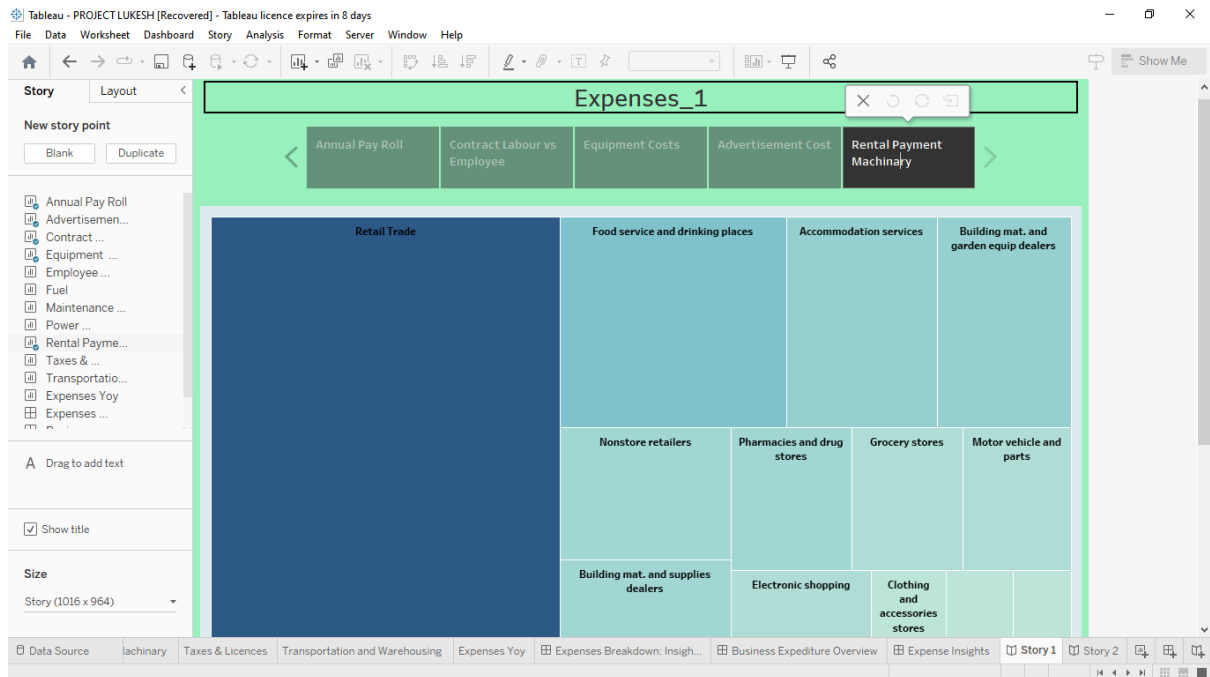 Tableau - PROJECT LUKESH [Recovered] - Tableau licence expires in 8 days
File Data Worksheet Dashboard Story Analysis Format Server Window Help
Show Me
Story Layout
New story point
Blank Duplicate
Annual Pay Roll
Advertisemen...
Contract ...
Equipment ...
Employee ...
Fuel
Maintenance ...
Power ...
Rental Payme...
Taxes & ...
Transportatio...
Expenses Yoy
Expenses ...
A Drag to add text
Show title
Size
Story (1016 x 964)
Expenses_1
Annual Pay Roll
Contract Labour vs
Employee
Equipment Costs
Advertisement Cost
Rental Payment
Machinary
Retail Trade
Food service and drinking places
Accommodation services
Building mat. and
garden equip dealers
Nonstore retailers
Pharmacies and drug
stores
Grocery stores
Motor vehicle and
parts
Building mat. and supplies
dealers
Electronic shopping
Clothing
and
accessories
stores
Data Source lachinary Taxes & Licences Transportation and Warehousing Expenses Yoy Expenses Breakdown: Insigh... Business Expediture Overview Expense Insights Story 1 Story 2